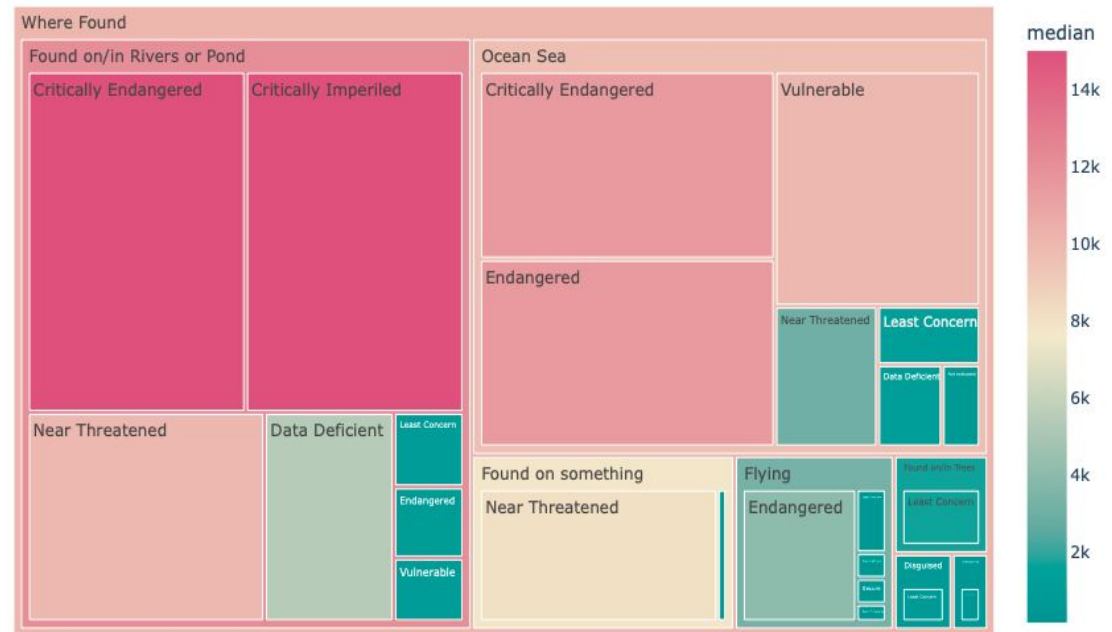 Where Found
Found on/in Rivers or Pond
Critically Endangered
Critically Imperiled
Near Threatened
Data Deficient
Least Concern
Endangered
Vulnerable
Ocean Sea
Critically Endangered
Endangered
Vulnerable
Near Threatened
Least Concern
Data Deficient
Found on something
Near Threatened
Flying
Endangered
Found on/in Trees
Least Concern
Disguised
Least Concern
median
14k
12k
10k
8k
6k
4k
2k